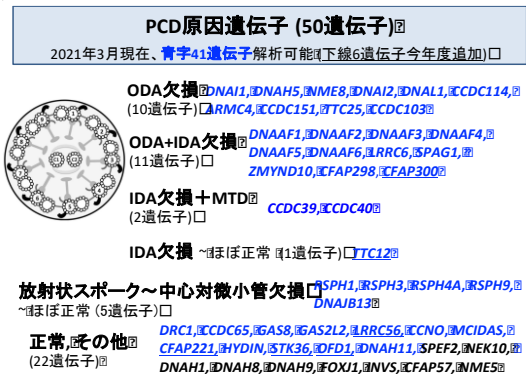 PCD原因遺伝子 (50遺伝子)
2021年3月現在、青字41遺伝子解析可能(下線6遺伝子今年度追加)
ODA欠損
(10遺伝子)
DNAI1, DNAH5, NME8, DNAI2, DNAL1, CCDC114,
ARMC4, CCDC151, TTC25, CCDC103
ODA+IDA欠損
(11遺伝子)
DNAAF1, DNAAF2, DNAAF3, DNAAF4,
DNAAF5, DNAAF6, LRRC6, SPAG1,
ZMYND10, CFAP298, CFAP300
IDA欠損+MTD
(2遺伝子)
CCDC39, CCDC40
IDA欠損 ~ほぼ正常 (1遺伝子)
TTC12
放射状スポーク~中心対微小管欠損
~ほぼ正常 (5遺伝子)
RSPH1, RSPH3, RSPH4A, RSPH9,
DNAJB13
正常, その他
(22遺伝子)
DRC1, CCDC65, GAS8, GAS2L2, LRRC56, CCNO, MCIDAS,
CFAP221, HYDIN, STK36, OFD1, DNAH11, SPEF2, NEK10,
DNAH1, DNAH8, DNAH9, FOXJ1, INVS, CFAP57, NME5